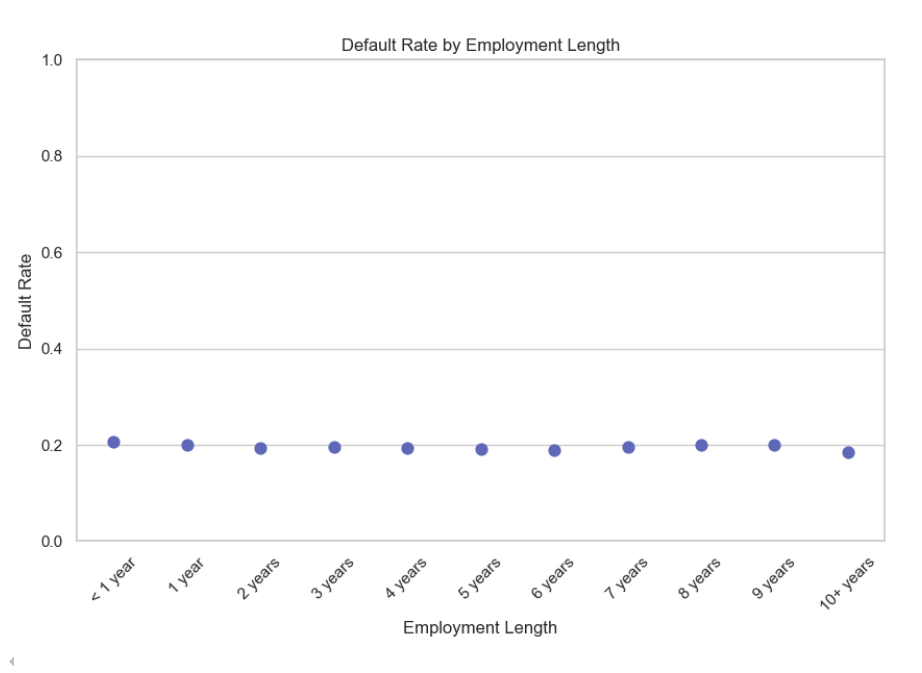 Default Rate by Employment Length
1.0
0.8
0.6
0.4
0.2
0.0
Default Rate
< 1 year
1 year
2 years
3 years
4 years
5 years
6 years
7 years
8 years
9 years
10+ years
Employment Length